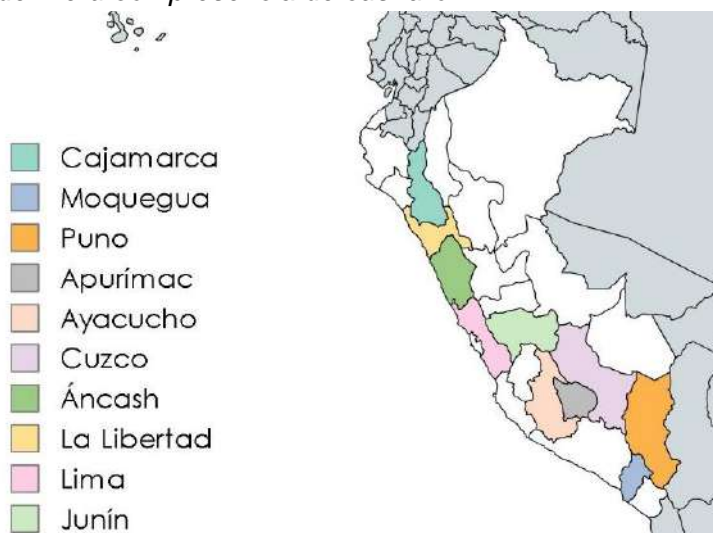 Cajamarca
Moquegua
Puno
Apurímac
Ayacucho
Cuzco
Áncash
La Libertad
Lima
Junín